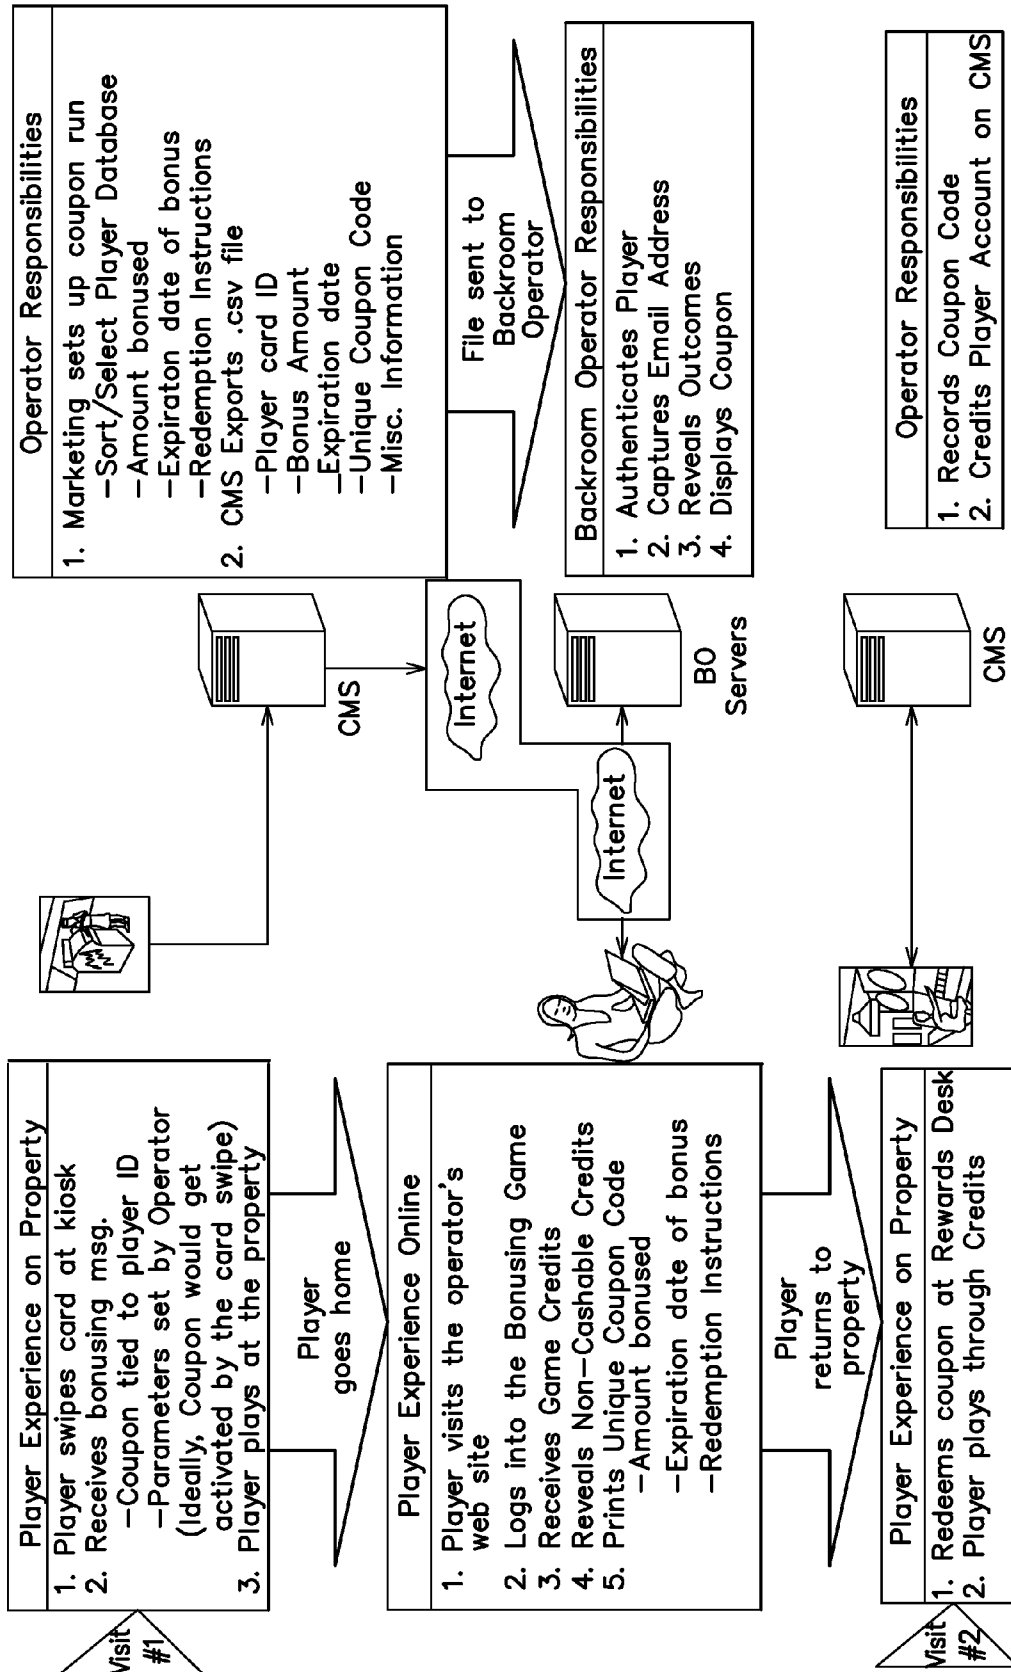 Visit
#1
Player Experience on Property
1. Player swipes card at kiosk
2. Receives bonusing msg.
–Coupon tied to player ID
–Parameters set by Operator
(Ideally, Coupon would get
activated by the card swipe)
3. Player plays at the property
Player
goes home
Player Experience Online
1. Player visits the operator's
web site
2. Logs into the Bonusing Game
3. Receives Game Credits
4. Reveals Non–Cashable Credits
5. Prints Unique Coupon Code
–Amount bonused
–Expiration date of bonus
–Redemption Instructions
Player
returns to
property
Visit
#2
Player Experience on Property
1. Redeems coupon at Rewards Desk
2. Player plays through Credits
CMS
Internet
Internet
BO
Servers
CMS
Operator Responsibilities
1. Marketing sets up coupon run
–Sort/Select Player Database
–Amount bonused
–Expiraton date of bonus
–Redemption Instructions
2. CMS Exports .csv file
–Player card ID
–Bonus Amount
_Expiration date
–Unique Coupon Code
–Misc. Information
File sent to
Backroom
Operator
Backroom Operator Responsibilities
1. Authenticates Player
2. Captures Email Address
3. Reveals Outcomes
4. Displays Coupon
Operator Responsibilities
1. Records Coupon Code
2. Credits Player Account on CMS